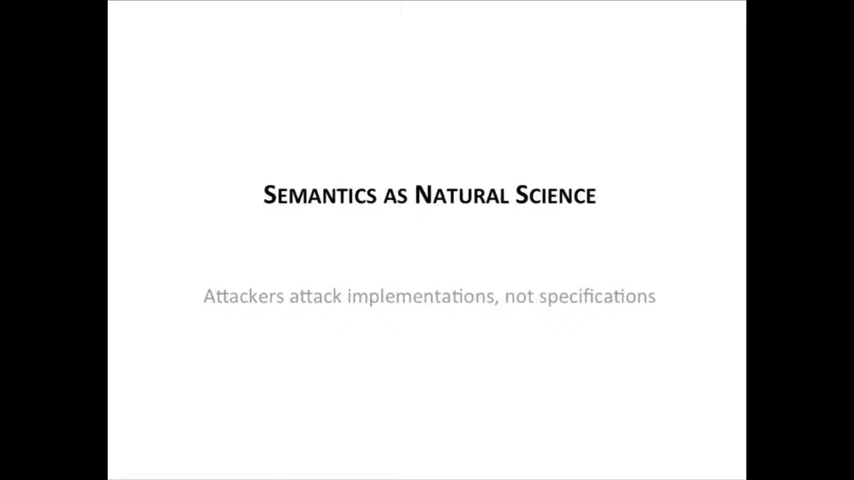 SEMANTICS AS NATURAL SCIENCE
Attackers attack implementations, not specifications